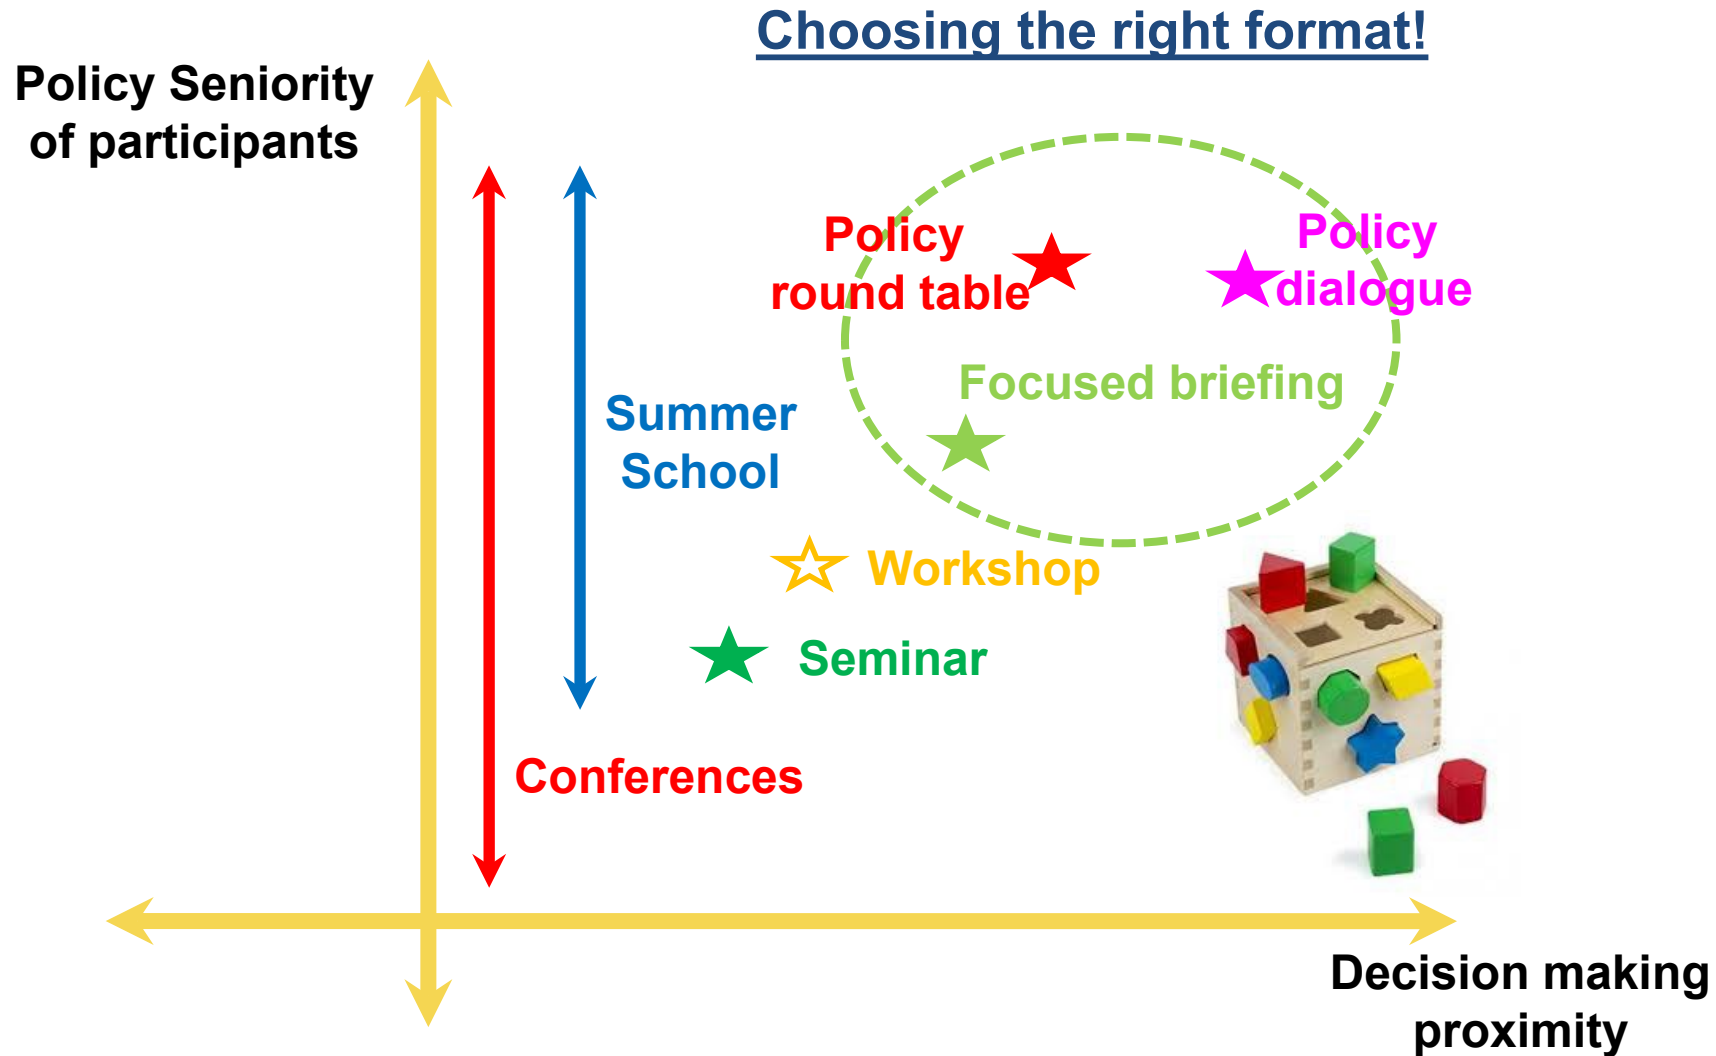 Choosing the right format!
Policy Seniority
of participants
Policy
round table
Policy
dialogue
Focused briefing
Summer
School
Workshop
Seminar
Conferences
Decision making
proximity